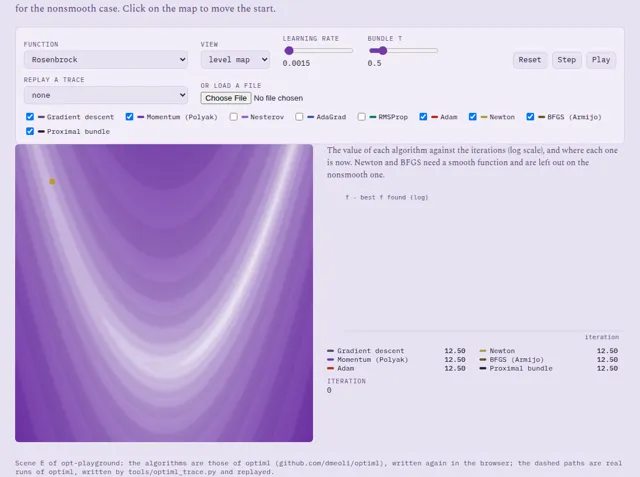 for the nonsmooth case. Click on the map to move the start.
FUNCTION
Rosenbrock
VIEW
level map
LEARNING RATE
0.0015
BUNDLE T
0.5
Reset Step Play
REPLAY A TRACE
none
OR LOAD A FILE
Choose File No file chosen
Gradient descent Momentum (Polyak) Nesterov AdaGrad RMSProp Adam Newton BFGS (Armijo)
Proximal bundle
The value of each algorithm against the iterations (log scale), and where each one
is now. Newton and BFGS need a smooth function and are left out on the
nonsmooth one.
f - best f found (log)
iteration
Gradient descent 12.50 Newton 12.50
Momentum (Polyak) 12.50 BFGS (Armijo) 12.50
Adam 12.50 Proximal bundle 12.50
ITERATION
0
of opt-playground: the algorithms are those of optiml (github.com/dmeoli/optiml), written again in the browser; the dashed paths are real
runs of optiml, written by tools/optiml_trace.py and replayed.